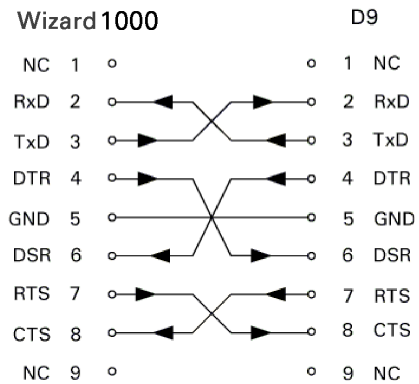 Wizard 1000 D9
NC 1 1 NC
RxD 2 2 RxD
TxD 3 3 TxD
DTR 4 4 DTR
GND 5 5 GND
DSR 6 6 DSR
RTS 7 7 RTS
CTS 8 8 CTS
NC 9 9 NC